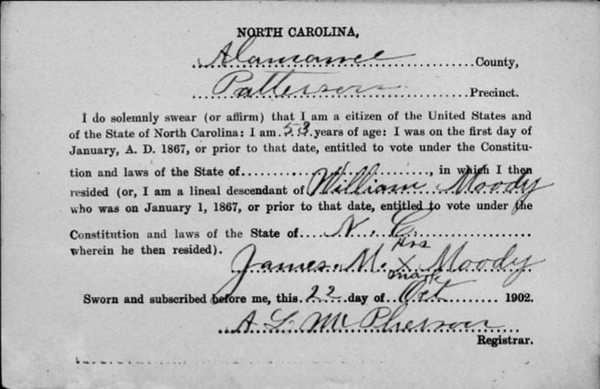 NORTH CAROLINA,
Alamance County,
Patterson Precinct.
I do solemnly swear (or affirm) that I am a citizen of the United States and
of the State of North Carolina: I am 53 years of age: I was on the first day of
January, A. D. 1867, or prior to that date, entitled to vote under the Constitu-
tion and laws of the State of, in which I then
resided (or, I am a lineal descendant of William Moody
who was on January 1, 1867, or prior to that date, entitled to vote under the
Constitution and laws of the State of N. C.
wherein he then resided).
his
James M. X Moody
mark
Sworn and subscribed before me, this 22 day of Oct 1902.
A. L. McPherson
Registrar.